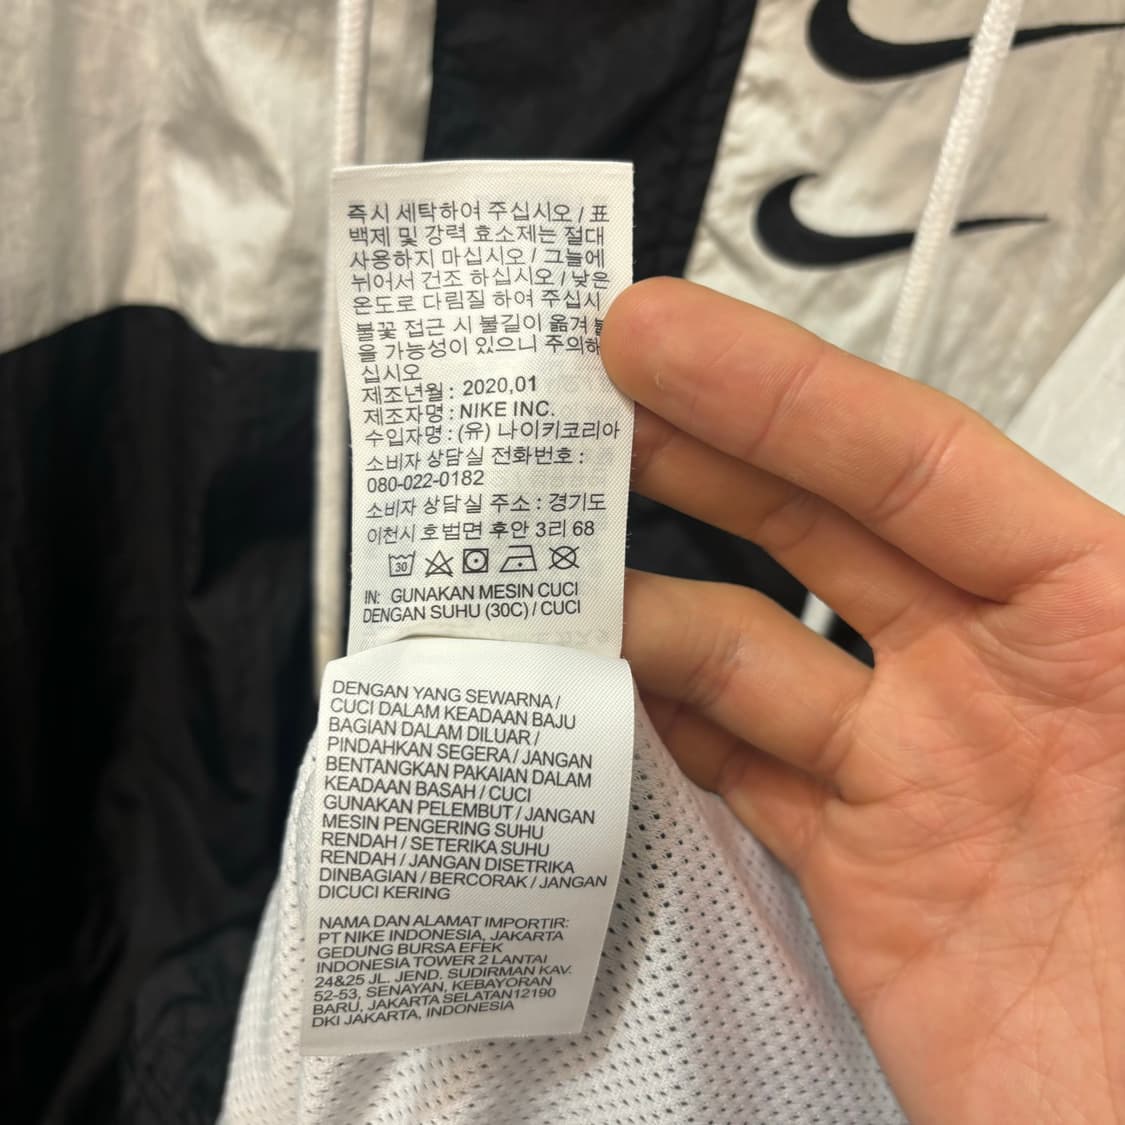 즉시 세탁하여 주십시오 / 표
백제 및 강력 효소제는 절대
사용하지 마십시오 / 그늘에
뉘어서 건조 하십시오 / 낮은
온도로 다림질 하여 주십시
불꽃 접근 시 불길이 옮겨
을 가능성이 있으니 주의하
십시오
제조년월 : 2020,01
제조자명 : NIKE INC.
수입자명 : (유) 나이키코리아
소비자 상담실 전화번호 :
080-022-0182
소비자 상담실 주소 : 경기도
이천시 호법면 후안 3리 68
30
IN: GUNAKAN MESIN CUCI
DENGAN SUHU (30C) / CUCI
DENGAN YANG SEWARNA /
CUCI DALAM KEADAAN BAJU
BAGIAN DALAM DILUAR /
PINDAHKAN SEGERA / JANGAN
BENTANGKAN PAKAIAN DALAM
KEADAAN BASAH / CUCI
GUNAKAN PELEMBUT / JANGAN
MESIN PENGERING SUHU
RENDAH / SETERIKA SUHU
RENDAH / JANGAN DISETRIKA
DINBAGIAN / BERCORAK / JANGAN
DICUCI KERING
NAMA DAN ALAMAT IMPORTIR:
PT NIKE INDONESIA, JAKARTA
GEDUNG BURSA EFEK
INDONESIA TOWER 2 LANTAI
24&25 JL. JEND. SUDIRMAN KAV.
52-53, SENAYAN, KEBAYORAN
BARU, JAKARTA SELATAN12190
DKI JAKARTA, INDONESIA